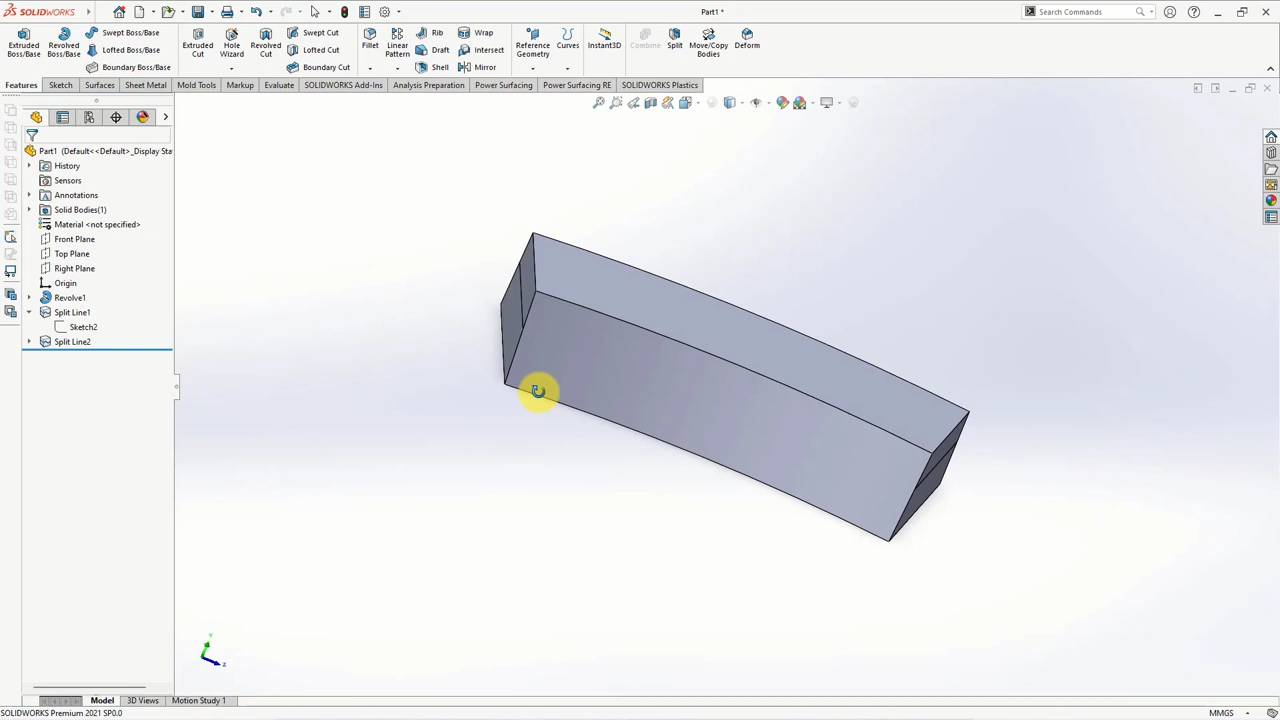 SOLIDWORKS
Part1 *
Search Commands
Extruded Boss/Base
Revolved Boss/Base
Swept Boss/Base
Lofted Boss/Base
Boundary Boss/Base
Extruded Cut
Hole Wizard
Revolved Cut
Swept Cut
Lofted Cut
Boundary Cut
Fillet
Linear Pattern
Rib
Draft
Shell
Wrap
Intersect
Mirror
Reference Geometry
Curves
Instant3D
Combine
Split
Move/Copy Bodies
Deform
Features
Sketch
Surfaces
Sheet Metal
Mold Tools
Markup
Evaluate
SOLIDWORKS Add-Ins
Analysis Preparation
Power Surfacing
Power Surfacing RE
SOLIDWORKS Plastics
Part1 (Default<<Default>_Display Sta
History
Sensors
Annotations
Solid Bodies(1)
Material <not specified>
Front Plane
Top Plane
Right Plane
Origin
Revolve1
Split Line1
Sketch2
Split Line2
Y
Z
Model
3D Views
Motion Study 1
SOLIDWORKS Premium 2021 SP0.0
MMGS